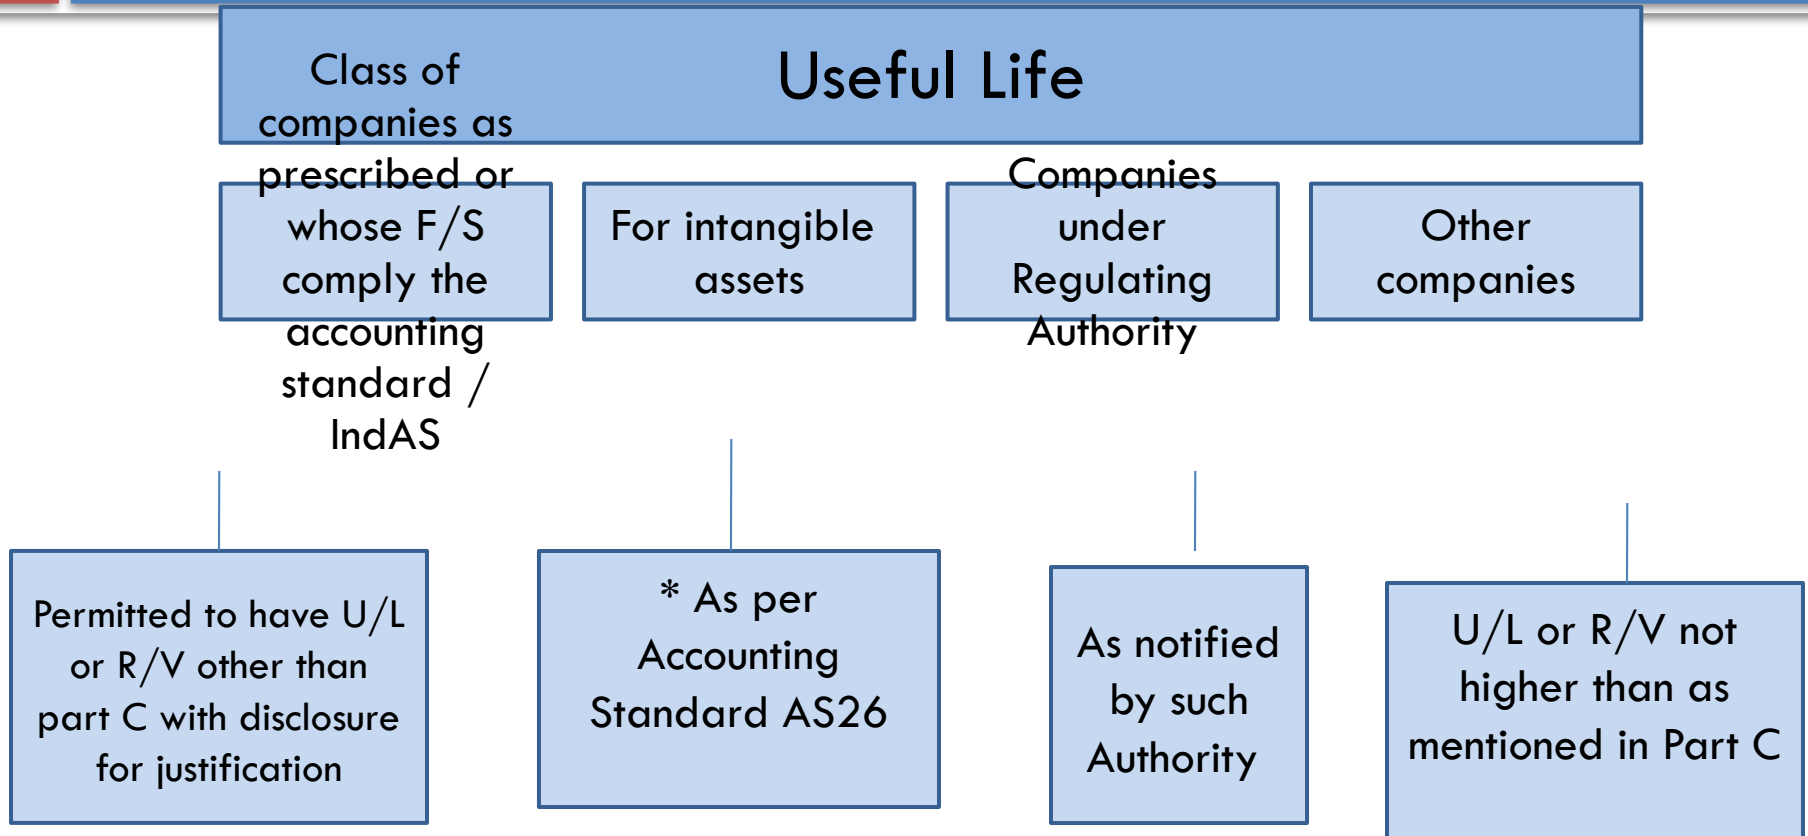 Useful Life
Class of
companies as
prescribed or
whose F/S
comply the
accounting
standard /
IndAS
For intangible
assets
Companies
under
Regulating
Authority
Other
companies
Permitted to have U/L
or R/V other than
part C with disclosure
for justification
* As per
Accounting
Standard AS26
As notified
by such
Authority
U/L or R/V not
higher than as
mentioned in Part C